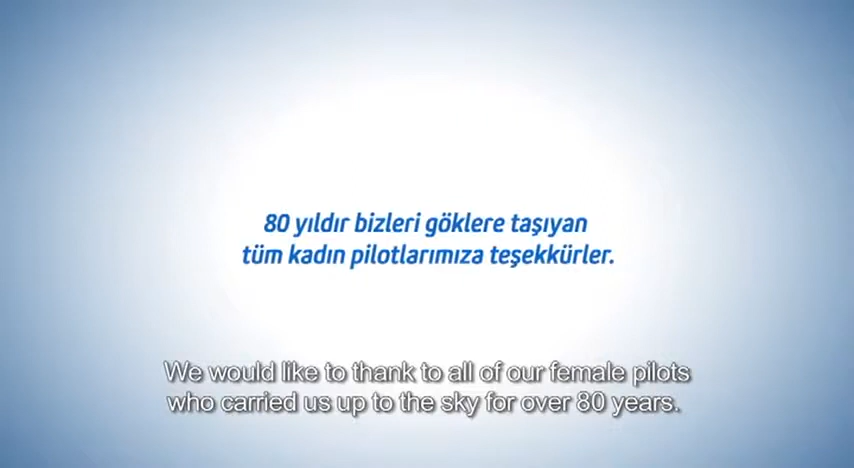 80 yıldır bizleri göklere taşıyan
tüm kadın pilotlarımıza teşekkürler.
We would like to thank to all of our female pilots
who carried us up to the sky for over 80 years.